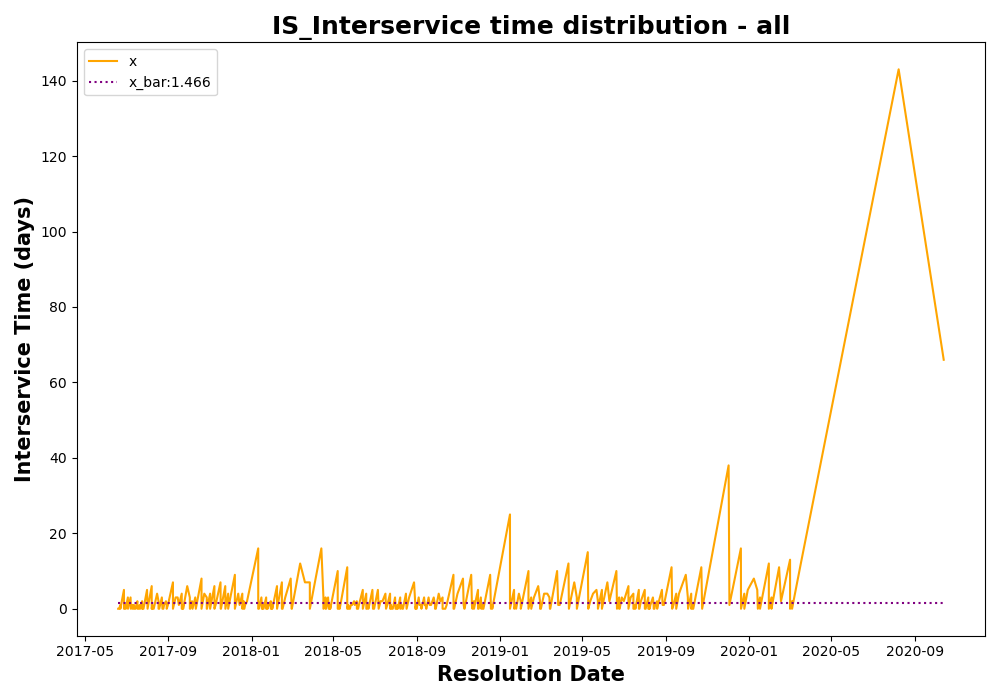 IS_Interservice time distribution - all
x
x_bar:1.466
Interservice Time (days)
140
120
100
80
60
40
20
0
2017-05 2017-09 2018-01 2018-05 2018-09 2019-01 2019-05 2019-09 2020-01 2020-05 2020-09
Resolution Date